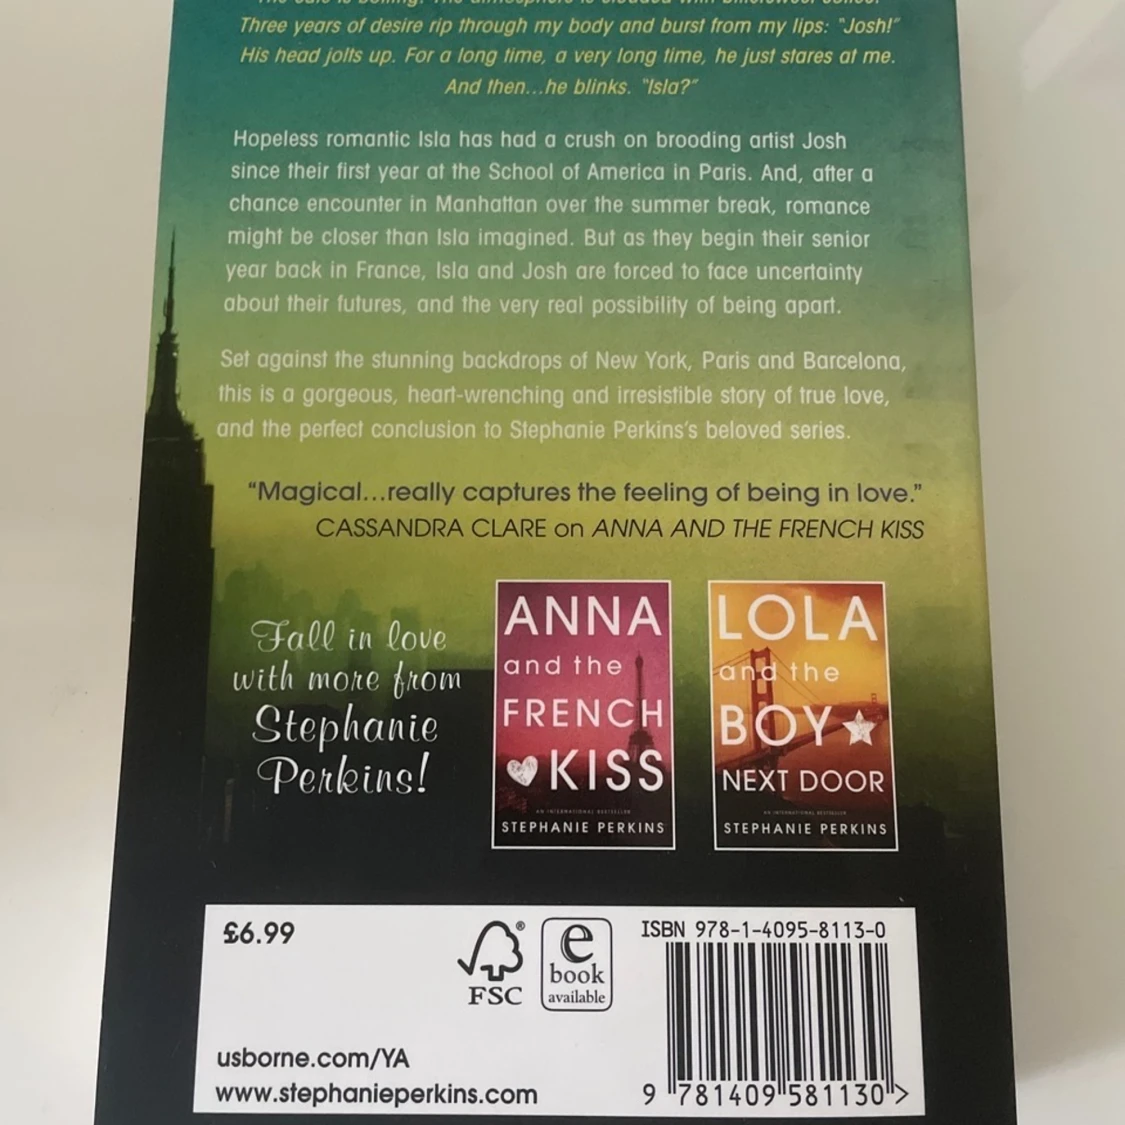 Three years of desire rip through my body and burst from my lips: "Josh!"
His head jolts up. For a long time, a very long time, he just stares at me.
And then...he blinks. "Isla?"
Hopeless romantic Isla has had a crush on brooding artist Josh
since their first year at the School of America in Paris. And, after a
chance encounter in Manhattan over the summer break, romance
might be closer than Isla imagined. But as they begin their senior
year back in France, Isla and Josh are forced to face uncertainty
about their futures, and the very real possibility of being apart.
Set against the stunning backdrops of New York, Paris and Barcelona,
this is a gorgeous, heart-wrenching and irresistible story of true love,
and the perfect conclusion to Stephanie Perkins's beloved series.
"Magical...really captures the feeling of being in love."
CASSANDRA CLARE on ANNA AND THE FRENCH KISS
Fall in love
with more from
Stephanie
Perkins!
ANNA
and the
FRENCH
KISS
AN INTERNATIONAL BESTSELLER
STEPHANIE PERKINS
LOLA
and the
BOY
NEXT DOOR
AN INTERNATIONAL BESTSELLER
STEPHANIE PERKINS
£6.99
FSC
®
e
book
available
ISBN 978-1-4095-8113-0
usborne.com/YA
www.stephanieperkins.com
9 781409 581130 >